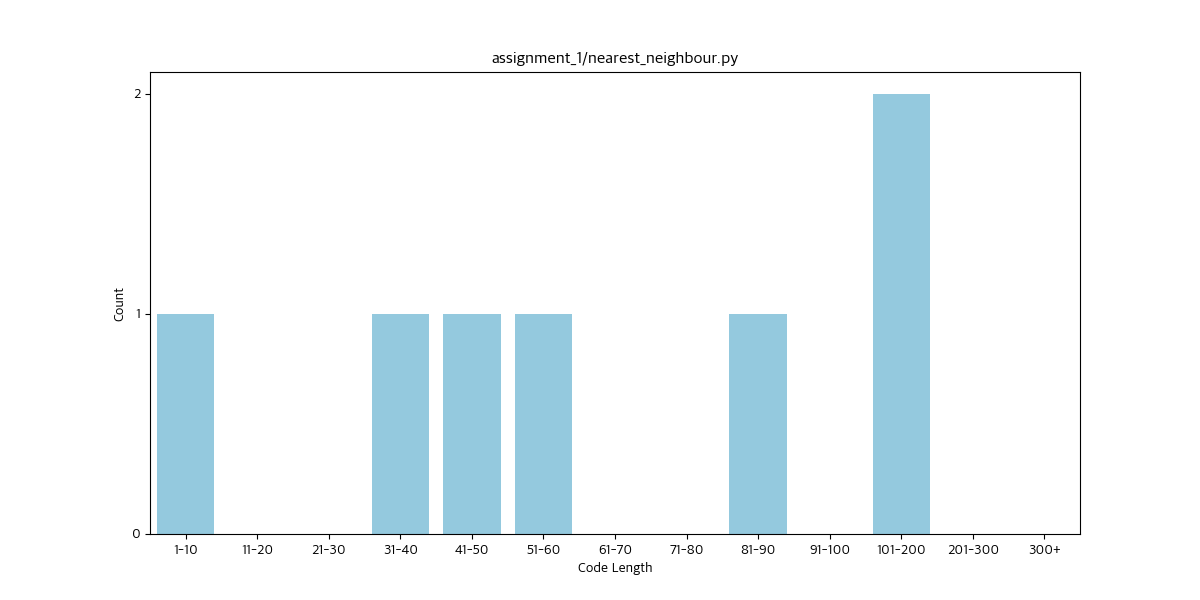 assignment_1/nearest_neighbour.py
2
1
0
Count
1-10 11-20 21-30 31-40 41-50 51-60 61-70 71-80 81-90 91-100 101-200 201-300 300+
Code Length